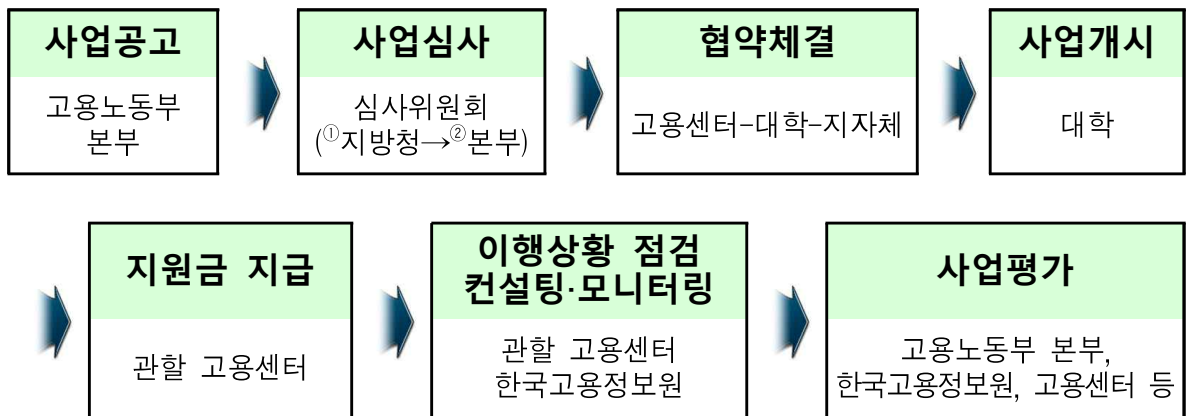 사업공고
고용노동부
본부
사업심사
심사위원회
(①지방청→②본부)
협약체결
고용센터-대학-지자체
사업개시
대학
지원금 지급
관할 고용센터
이행상황 점검
컨설팅·모니터링
관할 고용센터
한국고용정보원
사업평가
고용노동부 본부,
한국고용정보원, 고용센터 등